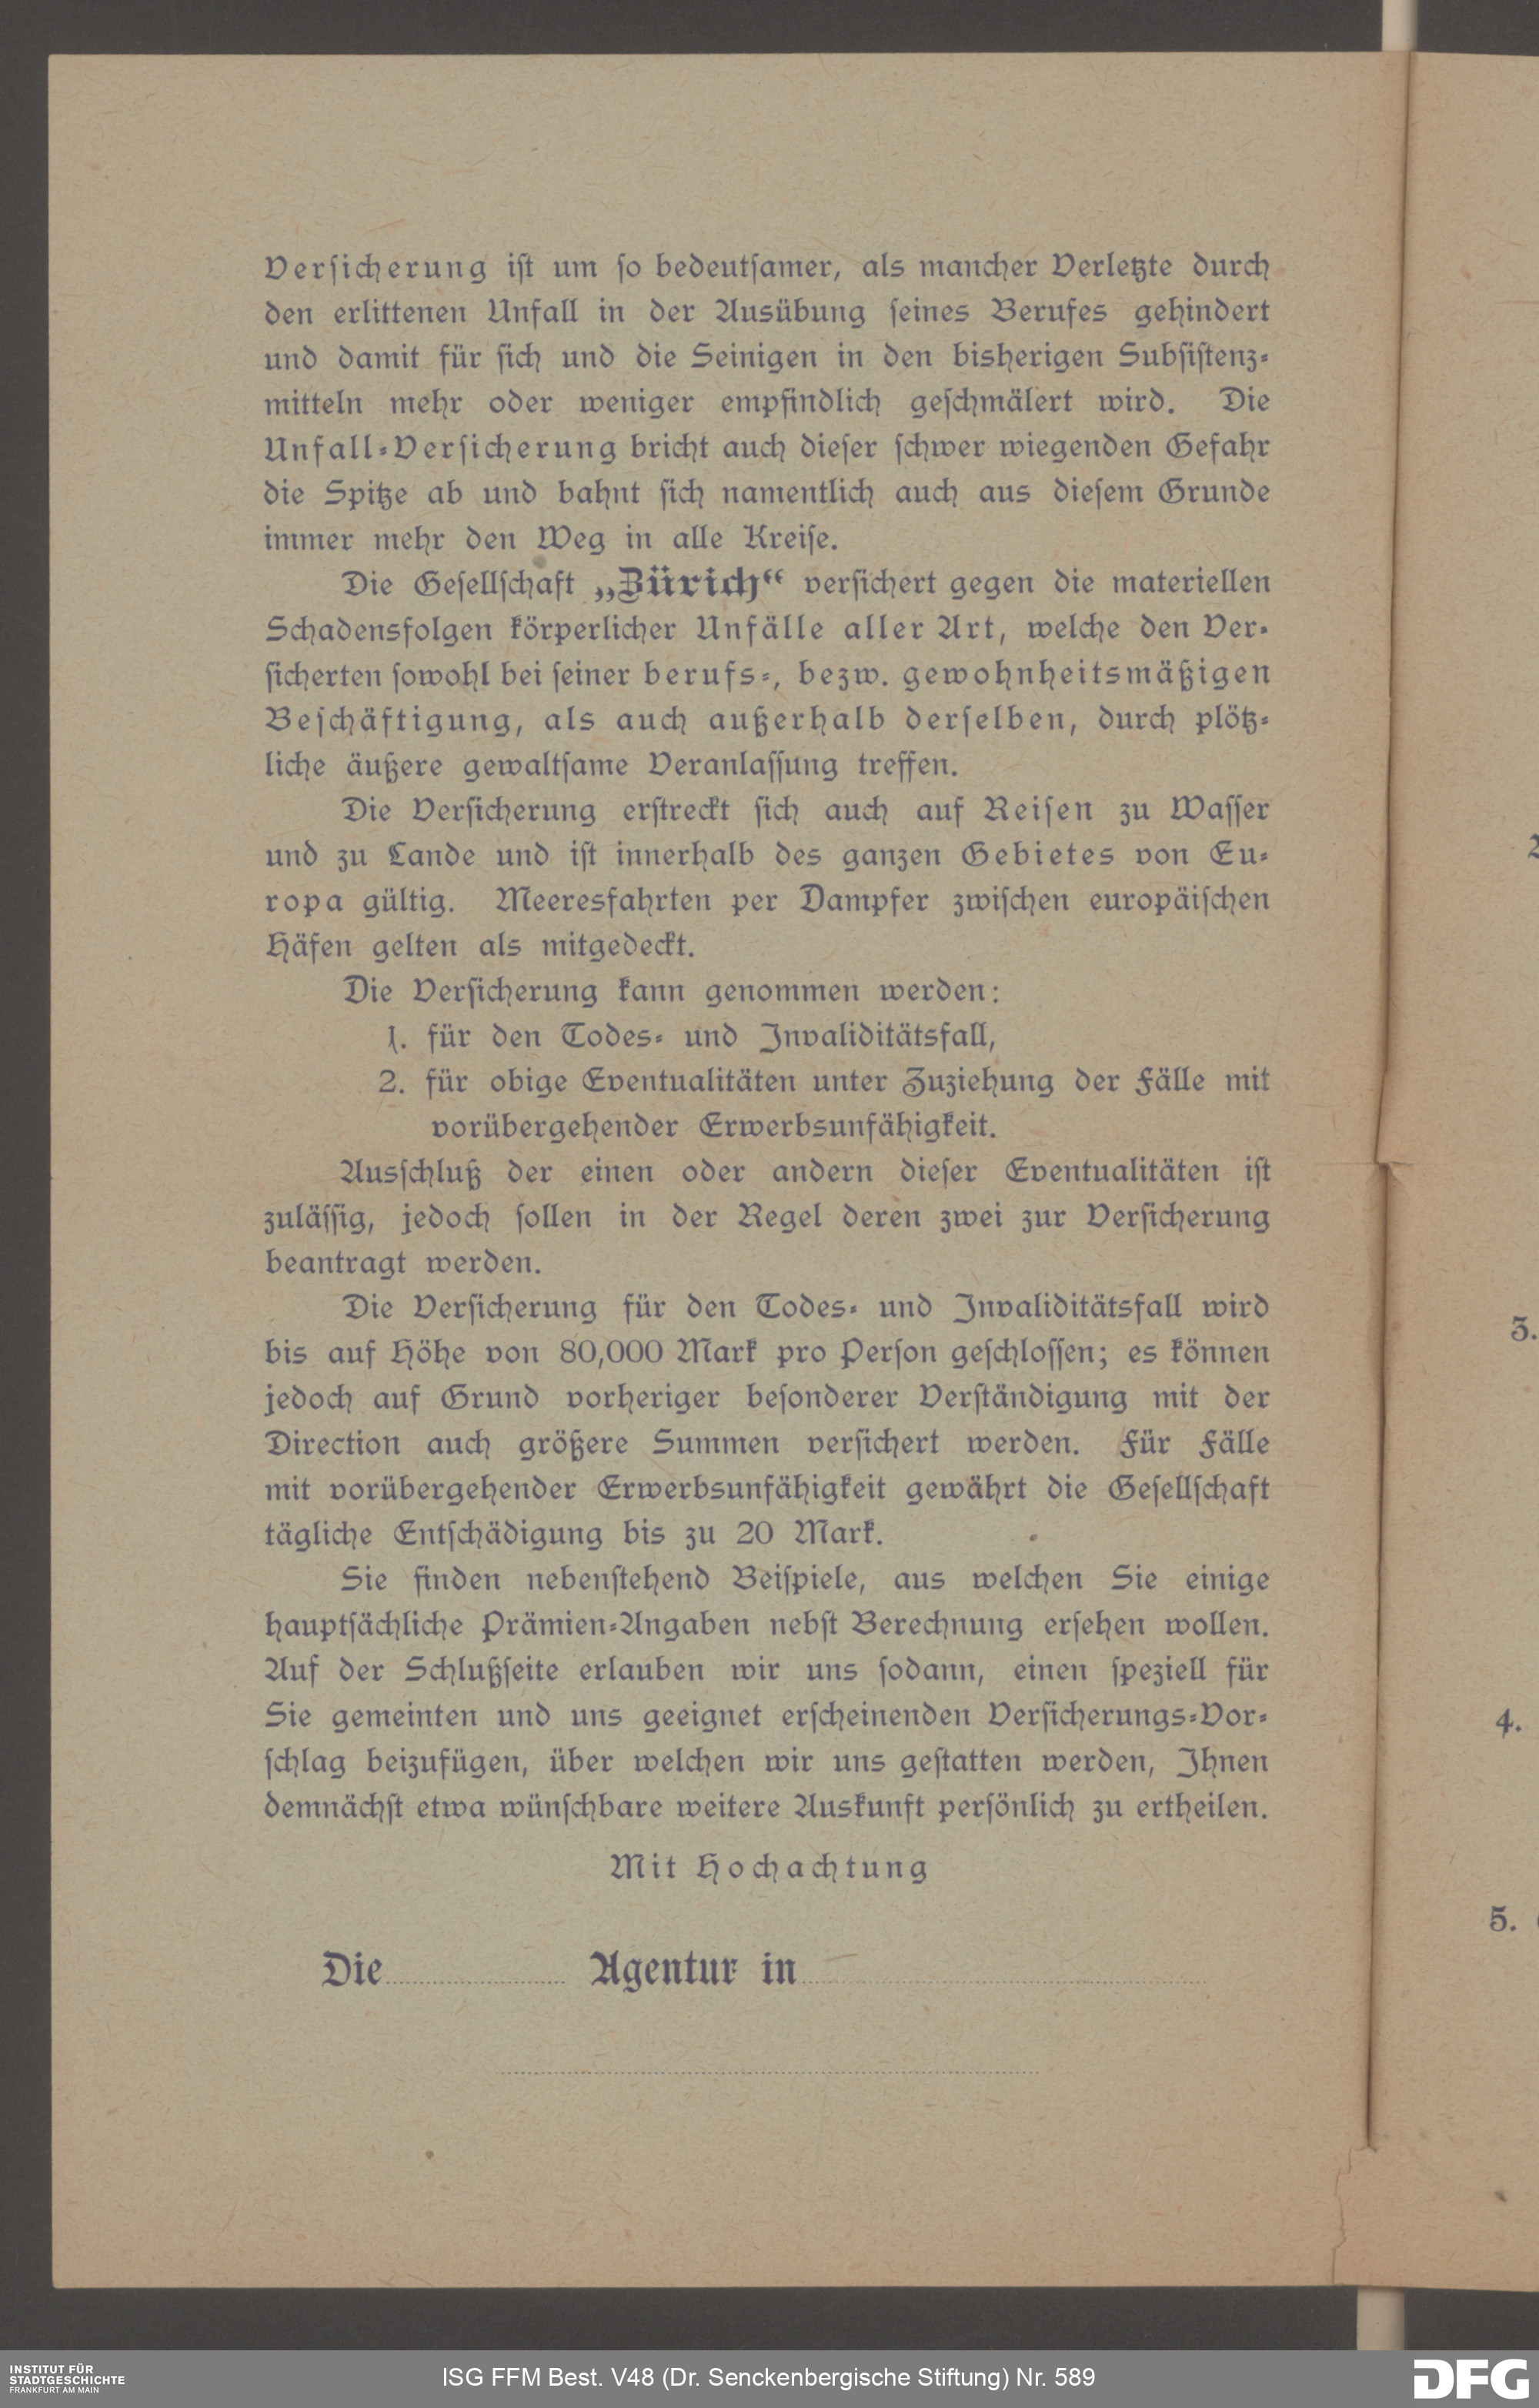 Versicherung ist um so bedeutsamer, als mancher Verletzte durch
den erlittenen Unfall in der Ausübung seines Berufes gehindert
und damit für sich und die Seinigen in den bisherigen Subsistenz-
mitteln mehr oder weniger empfindlich geschmälert wird. Die
Unfall-Versicherung bricht auch dieser schwer wiegenden Gefahr
die Spitze ab und bahnt sich namentlich auch aus diesem Grunde
immer mehr den Weg in alle Kreise.
Die Gesellschaft „Zürich“ versichert gegen die materiellen
Schadensfolgen körperlicher Unfälle aller Art, welche den Ver-
sicherten sowohl bei seiner berufs-, bezw. gewohnheitsmäßigen
Beschäftigung, als auch außerhalb derselben, durch plötz-
liche äußere gewaltsame Veranlassung treffen.
Die Versicherung erstreckt sich auch auf Reisen zu Wasser
und zu Lande und ist innerhalb des ganzen Gebietes von Eu-
ropa gültig. Meeresfahrten per Dampfer zwischen europäischen
Häfen gelten als mitgedeckt.
Die Versicherung kann genommen werden:
1. für den Todes- und Invaliditätsfall,
2. für obige Eventualitäten unter Zuziehung der Fälle mit
vorübergehender Erwerbsunfähigkeit.
Ausschluß der einen oder andern dieser Eventualitäten ist
zulässig, jedoch sollen in der Regel deren zwei zur Versicherung
beantragt werden.
Die Versicherung für den Todes- und Invaliditätsfall wird
bis auf Höhe von 80,000 Mark pro Person geschlossen; es können
jedoch auf Grund vorheriger besonderer Verständigung mit der
Direction auch größere Summen versichert werden. Für Fälle
mit vorübergehender Erwerbsunfähigkeit gewährt die Gesellschaft
tägliche Entschädigung bis zu 20 Mark.
Sie finden nebenstehend Beispiele, aus welchen Sie einige
hauptsächliche Prämien-Angaben nebst Berechnung ersehen wollen.
Auf der Schlußseite erlauben wir uns sodann, einen speziell für
Sie gemeinten und uns geeignet erscheinenden Versicherungs-Vor-
schlag beizufügen, über welchen wir uns gestatten werden, Ihnen
demnächst etwa wünschbare weitere Auskunft persönlich zu ertheilen.
Mit Hochachtung
Die Agentur in
3.
4.
5.
INSTITUT FÜR
STADTGESCHICHTE
FRANKFURT AM MAIN
ISG FFM Best. V48 (Dr. Senckenbergische Stiftung) Nr. 589
DFG